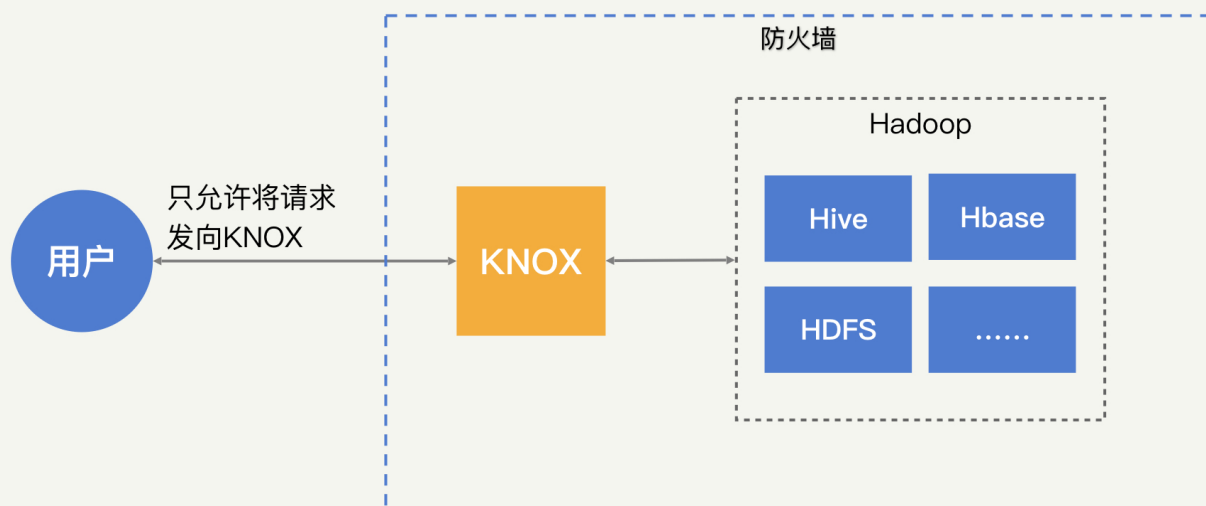 防火墙
Hadoop
只允许将请求
发向KNOX
用户
KNOX
Hive
Hbase
HDFS
......